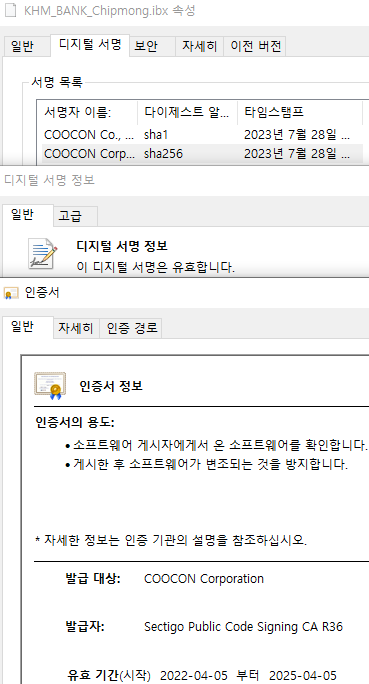 KHM_BANK_Chipmong.ibx 속성
일반 디지털 서명 보안 자세히 이전 버전
서명 목록
서명자 이름: 다이제스트 알... 타임스탬프
COOCON Co., ... sha1 2023년 7월 28일 ...
COOCON Corp... sha256 2023년 7월 28일 ...
디지털 서명 정보
일반 고급
디지털 서명 정보
이 디지털 서명은 유효합니다.
인증서
일반 자세히 인증 경로
인증서 정보
인증서의 용도:
• 소프트웨어 게시자에게서 온 소프트웨어를 확인합니다.
• 게시한 후 소프트웨어가 변조되는 것을 방지합니다.
* 자세한 정보는 인증 기관의 설명을 참조하십시오.
발급 대상: COOCON Corporation
발급자: Sectigo Public Code Signing CA R36
유효 기간(시작) 2022-04-05 부터 2025-04-05